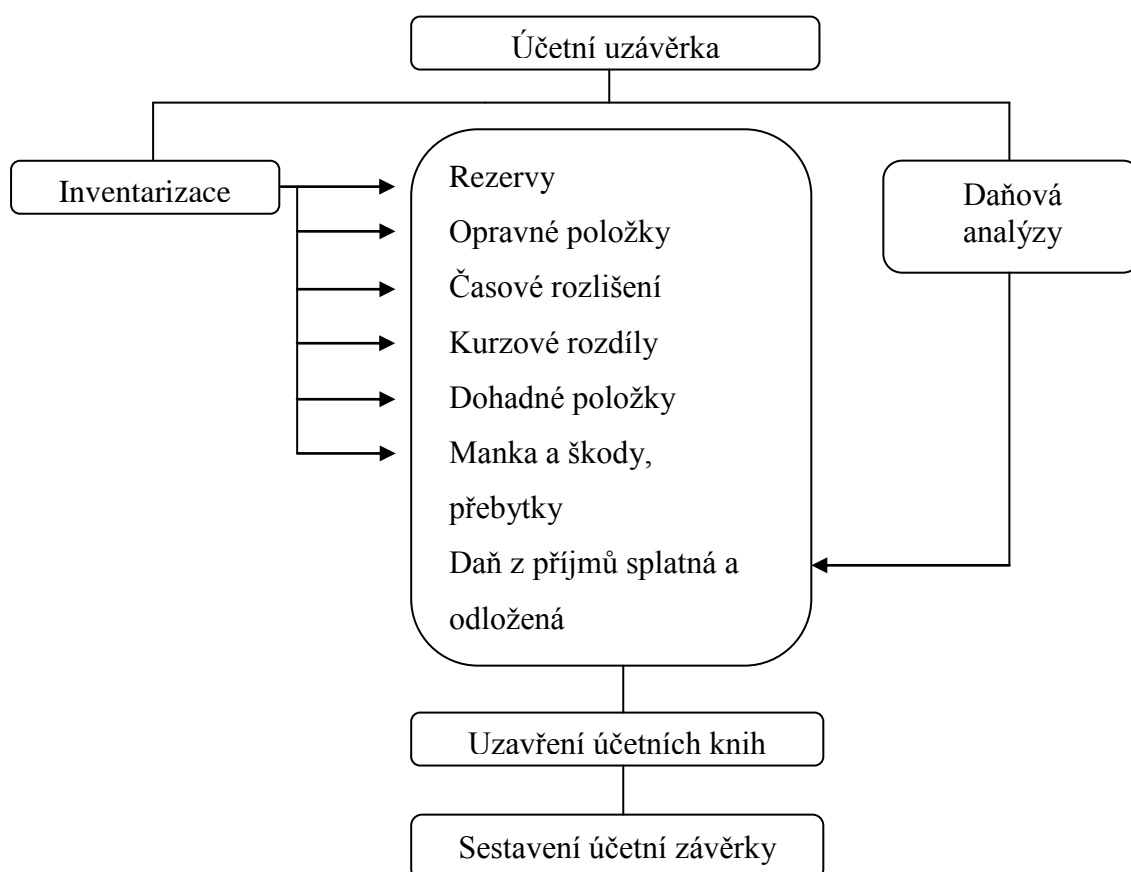 Účetní uzávěrka
Inventarizace
Rezervy
Opravné položky
Časové rozlišení
Kurzové rozdíly
Dohadné položky
Manka a škody,
přebytky
Daň z příjmů splatná a
odložená
Daňová
analýzy
Uzavření účetních knih
Sestavení účetní závěrky